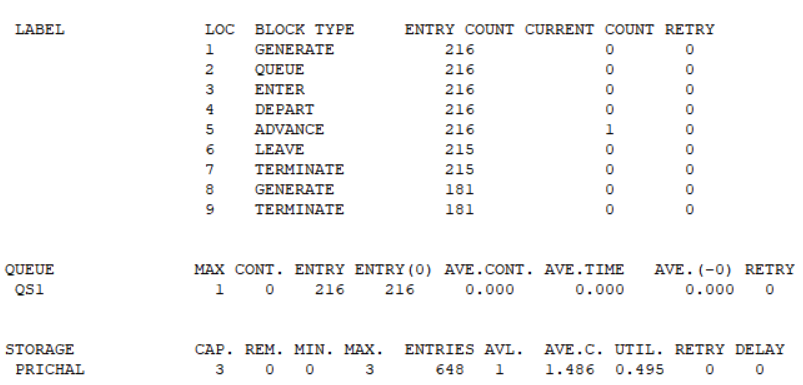 LABEL LOC BLOCK TYPE ENTRY COUNT CURRENT COUNT RETRY
1 GENERATE 216 0 0
2 QUEUE 216 0 0
3 ENTER 216 0 0
4 DEPART 216 0 0
5 ADVANCE 216 1 0
6 LEAVE 215 0 0
7 TERMINATE 215 0 0
8 GENERATE 181 0 0
9 TERMINATE 181 0 0
QUEUE MAX CONT. ENTRY ENTRY(0) AVE.CONT. AVE.TIME AVE.(-0) RETRY
QS1 1 0 216 216 0.000 0.000 0.000 0
STORAGE CAP. REM. MIN. MAX. ENTRIES AVL. AVE.C. UTIL. RETRY DELAY
PRICHAL 3 0 0 3 648 1 1.486 0.495 0 0